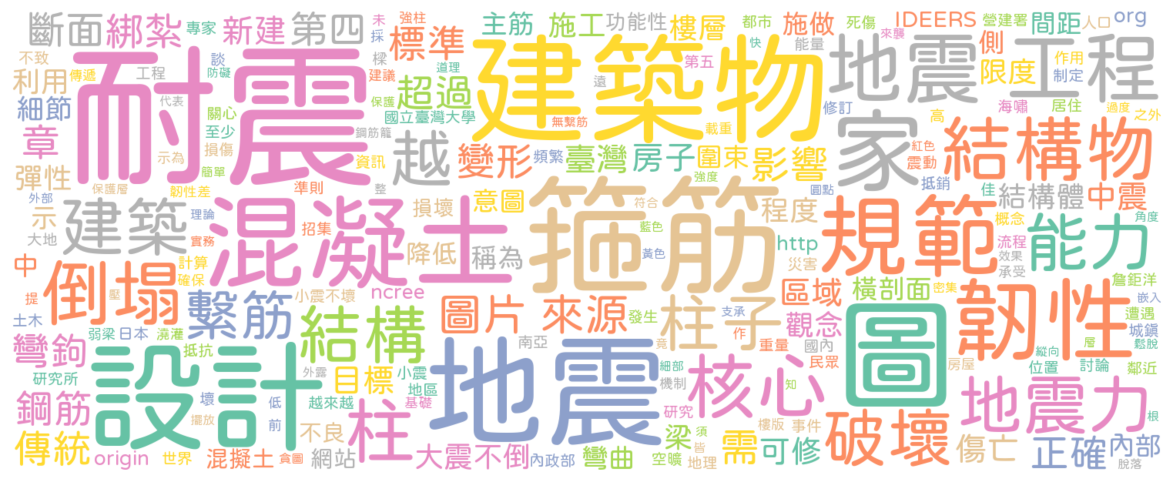 斷面 綁紮 專家 新建 第四 未 強柱 標準 主筋 施工 功能性 樓層 都市 死傷 施做 IDEERS 營建署 間距 人口 org
不致 傳遞 工程 談 採 樑 道理 能量 快 來襲 側 作用
利用 耐震 防礙 建議 超過 建築物 第五 遠 地震工程 限度 制定
細節 代表 關心 保護 國立臺灣大學 鋼筋籠 無繫筋 載重 修訂 高 海嘯 居住 過度 之外
章 至少 損傷 示為 越 變形 頻繁 臺灣 房子 圍束 影響 家 紅色 震動 結構物
彈性 簡單 資訊 韌性差 準則 整 強度 圓點 抵銷 佳 結構體 中震
外部 保護層 示 建築 理論 招集 損壞 意圖 箍筋 符合 程度 規範 概念 能力 角度
大地 實務 混凝土 降低 稱為 藍色 黃色 http 災害 流程 效果 承受
中 倒塌 計算 確保 小震不壞 ncree 柱子 區域 橫剖面 密集 韌性 詹鉅洋 嵌入
提 壓 繫筋 結構 圖片 來源 發生 支承 作 觀念 圖 遭遇
土木 弱梁 日本 澆灌 南亞 竟 重量 國內 城鎮 鬆脫
彎鉤 抵抗 設計 外露 目標 小震 地區 地震 細部 機制 核心 民眾 知 房屋 縱向 層 位置 討論 鄰近
研究所 壞 低 越來越 基礎 地震力
鋼筋 擺放 前 柱 研究 須 樓版 事件 破壞 根
傳統 不良 大震不倒 梁 皆 需 可修 傷亡 正確 內部
origin 世界 混擬土 貪圖 網站 內政部 彎曲 空曠 地理 脫落